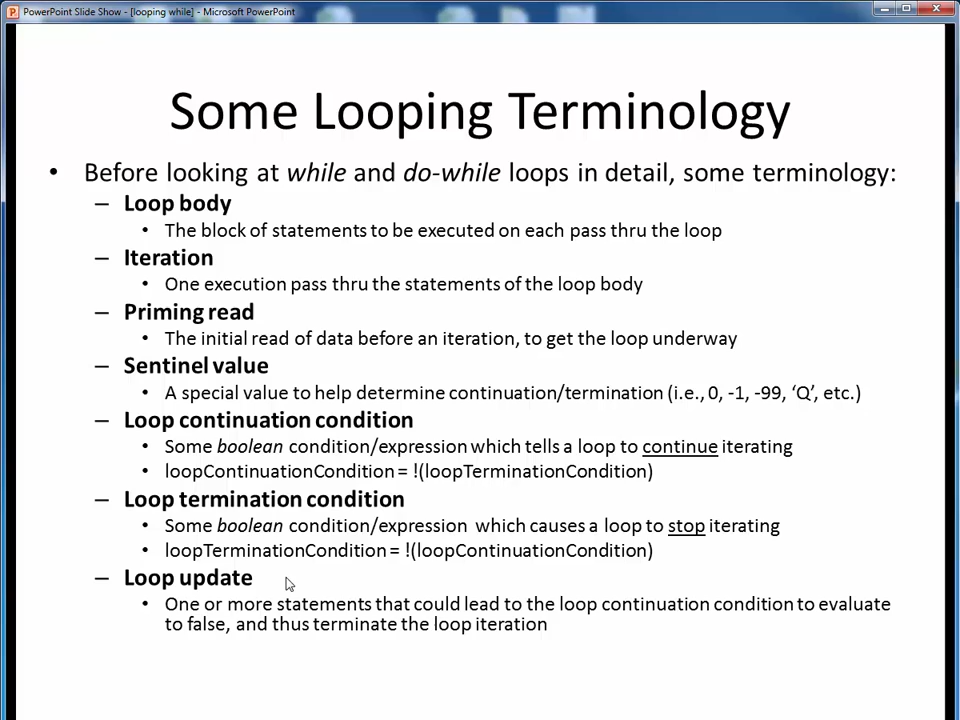 PowerPoint Slide Show - [looping while] - Microsoft PowerPoint
Some Looping Terminology
• Before looking at while and do-while loops in detail, some terminology:
– Loop body
• The block of statements to be executed on each pass thru the loop
– Iteration
• One execution pass thru the statements of the loop body
– Priming read
• The initial read of data before an iteration, to get the loop underway
– Sentinel value
• A special value to help determine continuation/termination (i.e., 0, -1, -99, ‘Q’, etc.)
– Loop continuation condition
• Some boolean condition/expression which tells a loop to continue iterating
• loopContinuationCondition = !(loopTerminationCondition)
– Loop termination condition
• Some boolean condition/expression which causes a loop to stop iterating
• loopTerminationCondition = !(loopContinuationCondition)
– Loop update
• One or more statements that could lead to the loop continuation condition to evaluate
to false, and thus terminate the loop iteration